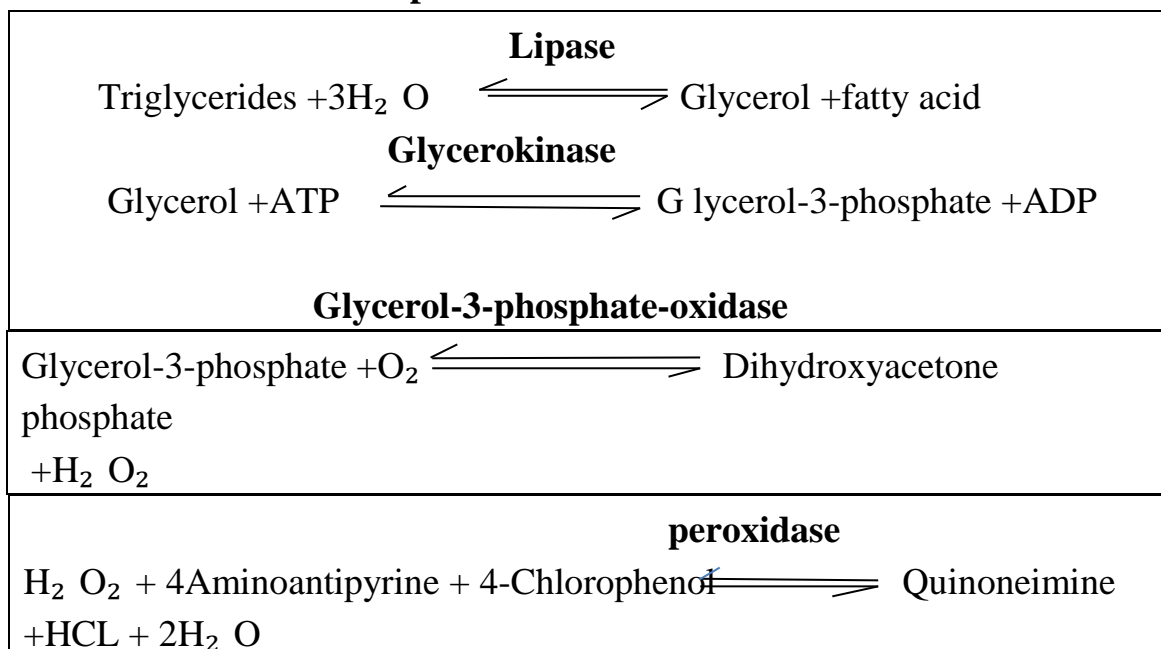 Lipase
Triglycerides +3H₂ O ⇌ Glycerol +fatty acid
Glycerokinase
Glycerol +ATP ⇌ G lycerol-3-phosphate +ADP
Glycerol-3-phosphate-oxidase
Glycerol-3-phosphate +O₂ ⇌ Dihydroxyacetone
phosphate
+H₂ O₂
peroxidase
H₂ O₂ + 4Aminoantipyrine + 4-Chlorophenol ⇌ Quinoneimine
+HCL + 2H₂ O